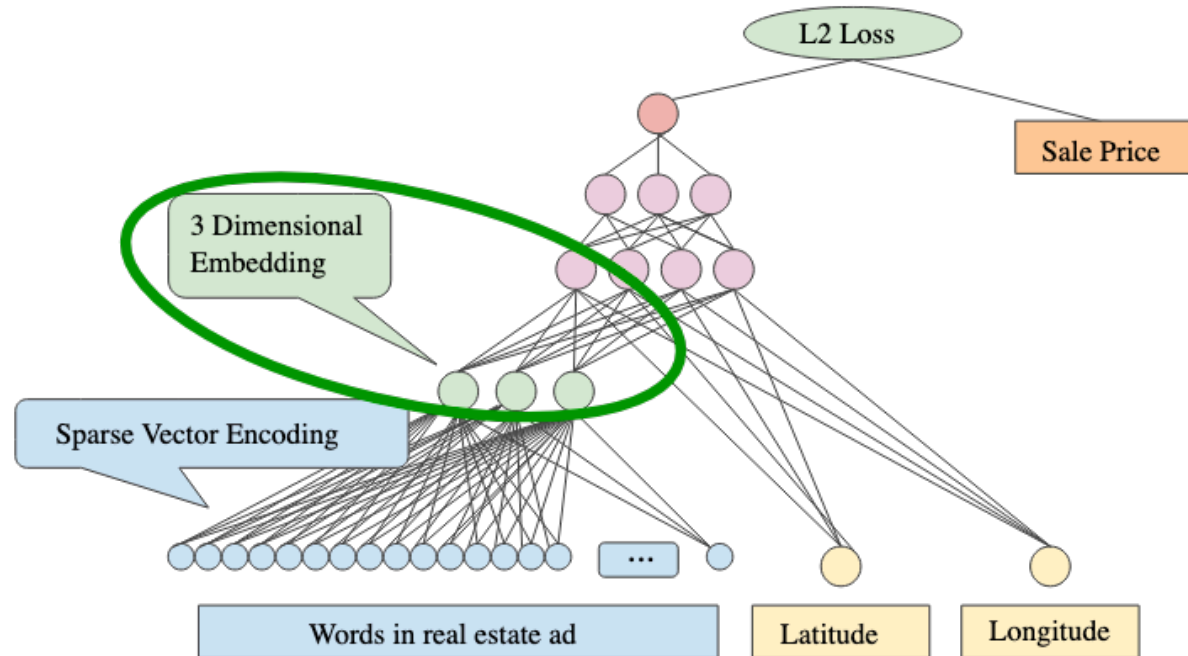 L2 Loss
Sale Price
3 Dimensional
Embedding
Sparse Vector Encoding
...
Words in real estate ad
Latitude
Longitude